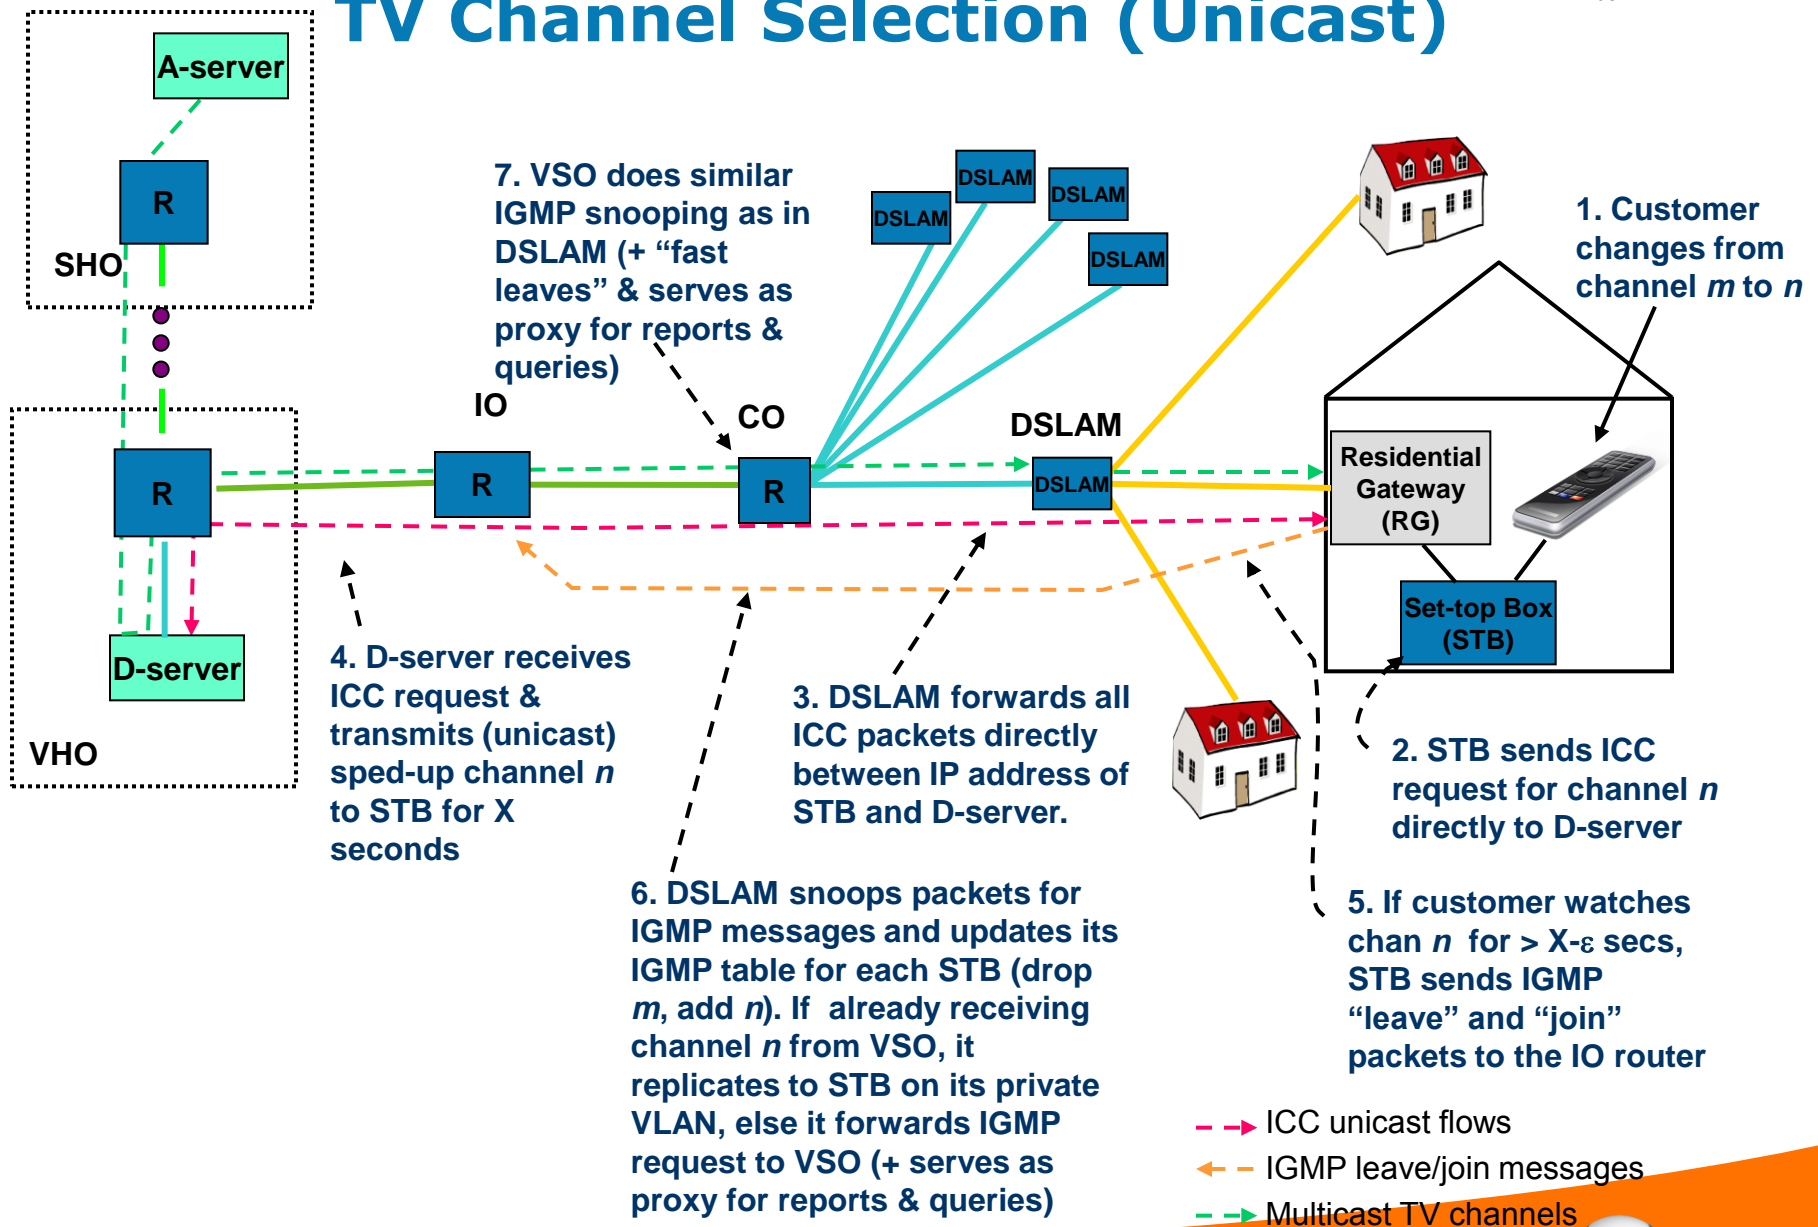 TV Channel Selection (Unicast)
A-server
R
SHO
7. VSO does similar
IGMP snooping as in
DSLAM (+ “fast
leaves” & serves as
proxy for reports &
queries)
DSLAM
DSLAM
DSLAM
DSLAM
1. Customer
changes from
channel m to n
IO
CO
DSLAM
R
R
R
DSLAM
Residential
Gateway
(RG)
Set-top Box
(STB)
D-server
VHO
4. D-server receives
ICC request &
transmits (unicast)
sped-up channel n
to STB for X
seconds
3. DSLAM forwards all
ICC packets directly
between IP address of
STB and D-server.
2. STB sends ICC
request for channel n
directly to D-server
6. DSLAM snoops packets for
IGMP messages and updates its
IGMP table for each STB (drop
m, add n). If  already receiving
channel n from VSO, it
replicates to STB on its private
VLAN, else it forwards IGMP
request to VSO (+ serves as
proxy for reports & queries)
5. If customer watches
chan n  for > X-ε secs,
STB sends IGMP
“leave” and “join”
packets to the IO router
ICC unicast flows
IGMP leave/join messages
Multicast TV channels